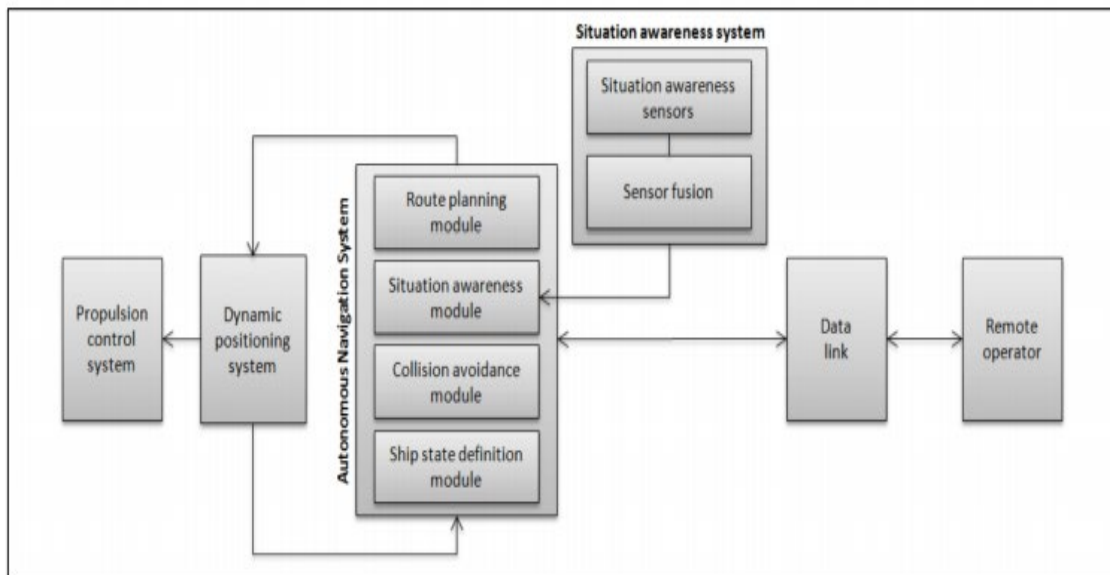 Situation awareness system
Situation awareness
sensors
Sensor fusion
Autonomous Navigation System
Route planning
module
Situation awareness
module
Collision avoidance
module
Ship state definition
module
Propulsion
control
system
Dynamic
positioning
system
Data
link
Remote
operator